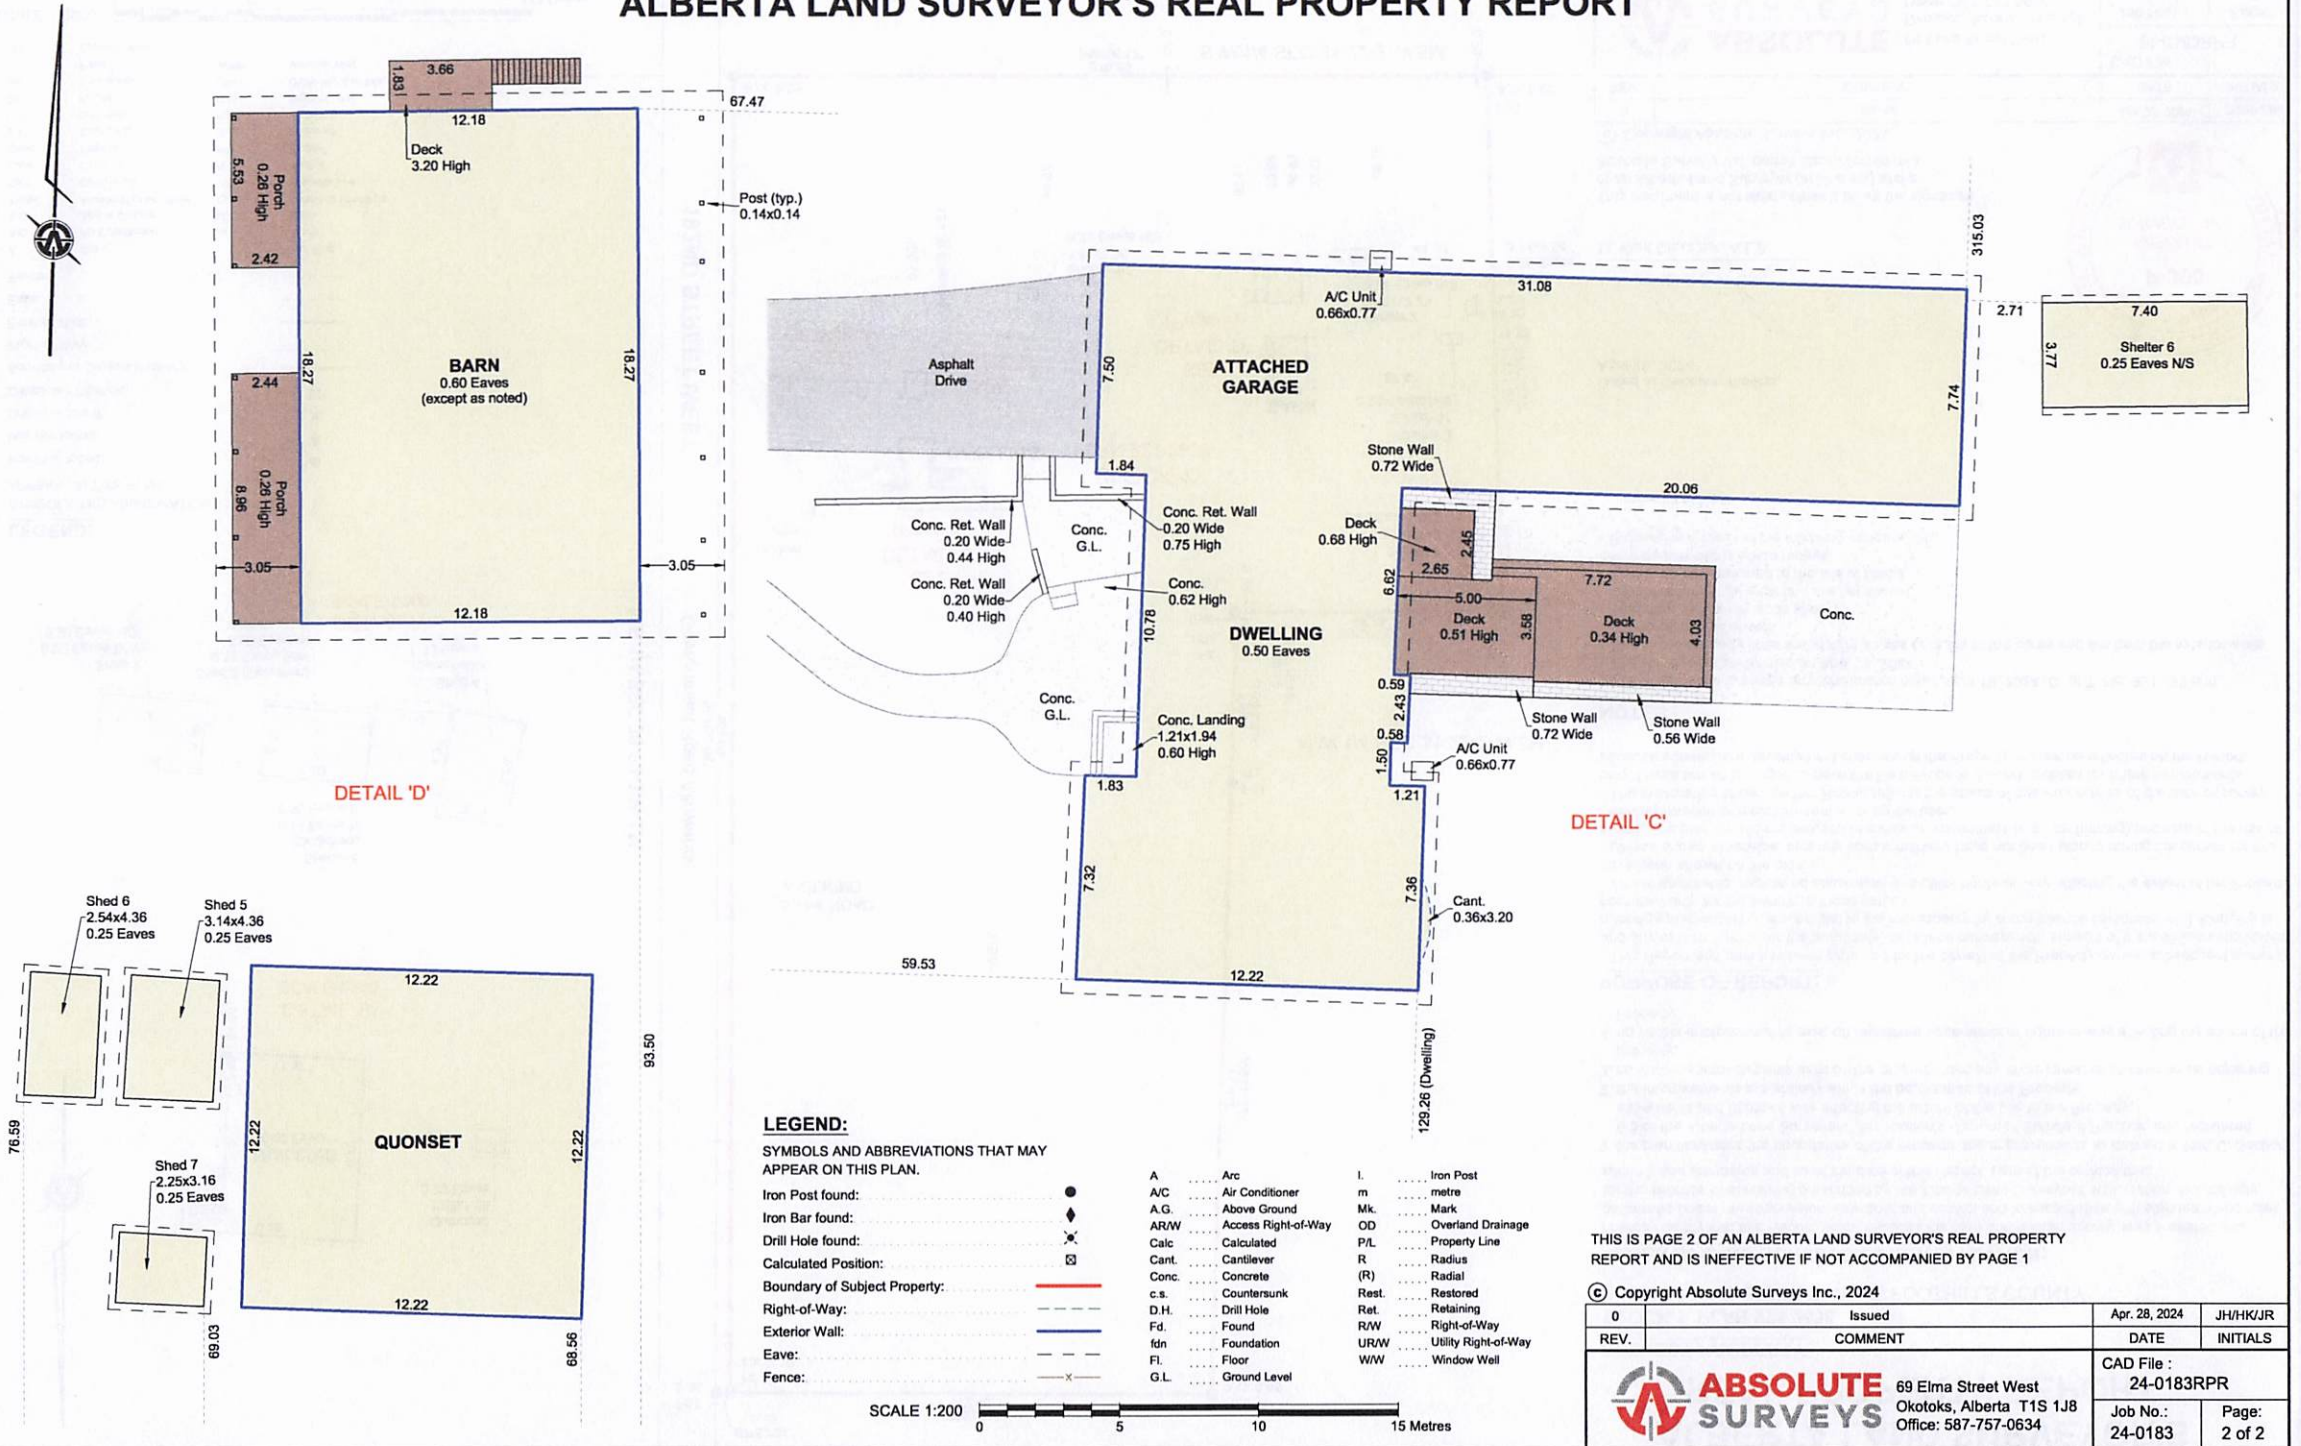 ALBERTA LAND SURVEYOR'S REAL PROPERTY REPORT
1.83
3.66
67.47
12.18
Deck
3.20 High
5.53
Porch
0.26 High
2.42
Post (typ.)
0.14x0.14
18.27
BARN
0.60 Eaves
(except as noted)
18.27
2.44
8.96
Porch
0.26 High
3.05
3.05
12.18
DETAIL 'D'
93.50
315.03
31.08
A/C Unit
0.66x0.77
2.71
7.40
3.77
Shelter 6
0.25 Eaves N/S
Asphalt
Drive
7.50
ATTACHED
GARAGE
7.74
1.84
Stone Wall
0.72 Wide
20.06
Conc. Ret. Wall
0.20 Wide
0.44 High
Conc.
G.L.
Conc. Ret. Wall
0.20 Wide
0.75 High
Deck
0.68 High
2.45
2.65
Conc. Ret. Wall
0.20 Wide
0.40 High
Conc.
0.62 High
6.62
5.00
7.72
10.78
DWELLING
0.50 Eaves
Deck
0.51 High
3.58
Deck
0.34 High
4.03
Conc.
Conc.
G.L.
0.59
2.43
Conc. Landing
1.21x1.94
0.60 High
Stone Wall
0.72 Wide
Stone Wall
0.56 Wide
0.58
1.50
A/C Unit
0.66x0.77
1.83
1.21
DETAIL 'C'
7.32
7.36
Cant.
0.36x3.20
59.53
12.22
129.26 (Dwelling)
Shed 6
2.54x4.36
0.25 Eaves
Shed 5
3.14x4.36
0.25 Eaves
12.22
76.59
12.22
QUONSET
12.22
Shed 7
2.25x3.16
0.25 Eaves
12.22
69.03
68.56
LEGEND:
SYMBOLS AND ABBREVIATIONS THAT MAY
APPEAR ON THIS PLAN.
Iron Post found:
Iron Bar found:
Drill Hole found:
Calculated Position:
Boundary of Subject Property:
Right-of-Way:
Exterior Wall:
Eave:
Fence: x
A ..... Arc
A/C ..... Air Conditioner
A.G. ..... Above Ground
AR/W ..... Access Right-of-Way
Calc ..... Calculated
Cant. ..... Cantilever
Conc. ..... Concrete
c.s. ..... Countersunk
D.H. ..... Drill Hole
Fd. ..... Found
fdn ..... Foundation
Fl. ..... Floor
G.L. ..... Ground Level
I. ..... Iron Post
m ..... metre
Mk. ..... Mark
OD ..... Overland Drainage
P/L ..... Property Line
R ..... Radius
(R) ..... Radial
Rest. ..... Restored
Ret. ..... Retaining
R/W ..... Right-of-Way
UR/W ..... Utility Right-of-Way
W/W ..... Window Well
SCALE 1:200
0 5 10 15 Metres
THIS IS PAGE 2 OF AN ALBERTA LAND SURVEYOR'S REAL PROPERTY
REPORT AND IS INEFFECTIVE IF NOT ACCOMPANIED BY PAGE 1
© Copyright Absolute Surveys Inc., 2024
0 Issued Apr. 28, 2024 JH/HK/JR
REV. COMMENT DATE INITIALS
ABSOLUTE
SURVEYS
69 Elma Street West
Okotoks, Alberta T1S 1J8
Office: 587-757-0634
CAD File :
24-0183RPR
Job No.:
24-0183
Page:
2 of 2